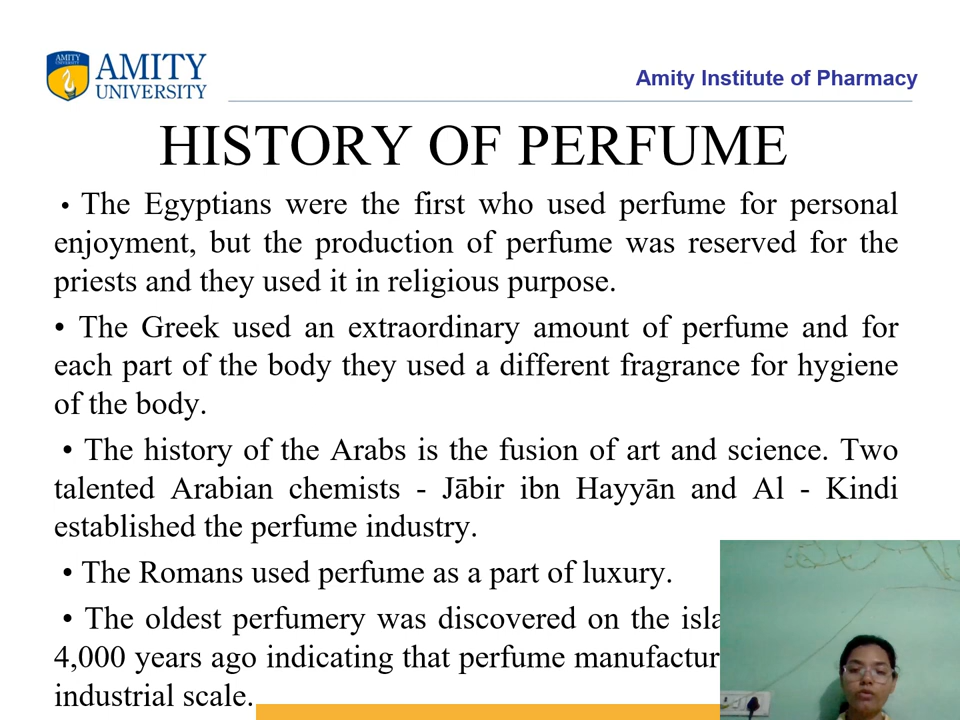 AMITY
AMITY
UNIVERSITY
Amity Institute of Pharmacy
HISTORY OF PERFUME
• The Egyptians were the first who used perfume for personal
enjoyment, but the production of perfume was reserved for the
priests and they used it in religious purpose.
• The Greek used an extraordinary amount of perfume and for
each part of the body they used a different fragrance for hygiene
of the body.
• The history of the Arabs is the fusion of art and science. Two
talented Arabian chemists - Jābir ibn Hayyān and Al - Kindi
established the perfume industry.
• The Romans used perfume as a part of luxury.
• The oldest perfumery was discovered on the
4,000 years ago indicating that perfume
industrial scale.